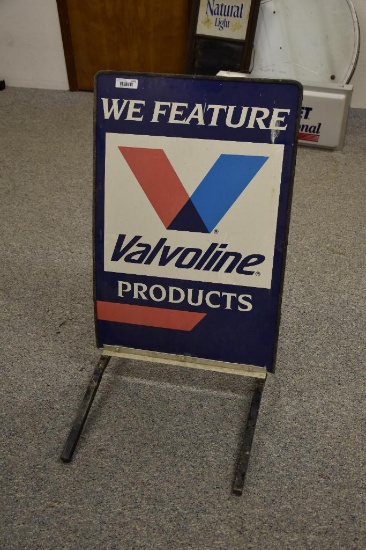 Natural
Light
WE FEATURE
Valvoline
PRODUCTS